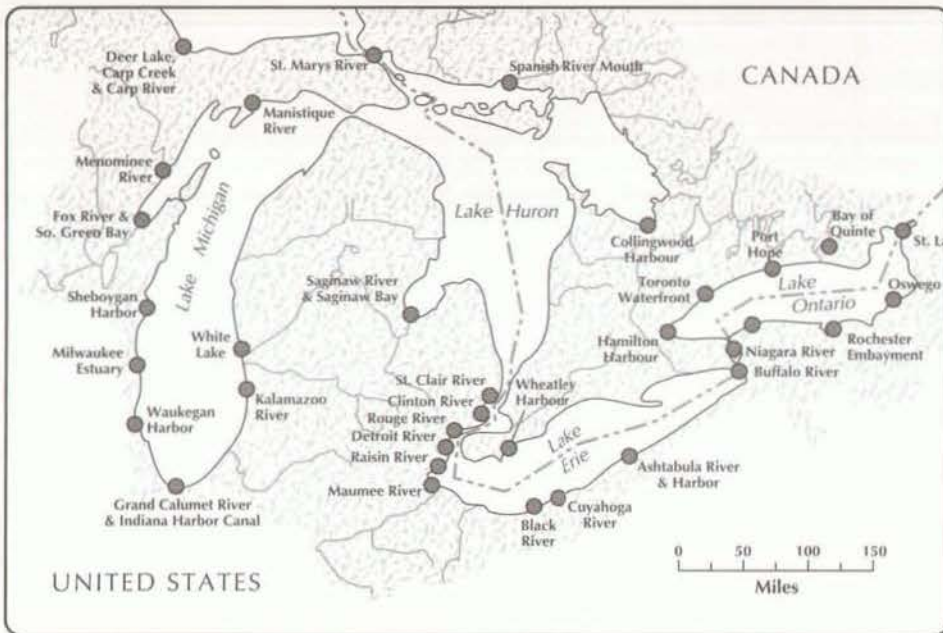 Deer Lake,
Carp Creek
& Carp River
St. Marys River
Spanish River Mouth
CANADA
Manistique
River
Menominee
River
Fox River &
So. Green Bay
Lake Michigan
Lake Huron
Collingwood
Harbour
Bay of
Quinte
Port
Hope
St. L
Toronto
Waterfront
Lake
Ontario
Oswego
Saginaw River
& Saginaw Bay
Sheboygan
Harbor
Hamilton
Harbour
Rochester
Embayment
Niagara River
Buffalo River
White
Lake
Milwaukee
Estuary
Kalamazoo
River
St. Clair River
Clinton River
Rouge River
Detroit River
Raisin River
Maumee River
Wheatley
Harbour
Lake
Erie
Waukegan
Harbor
Ashtabula River
& Harbor
Grand Calumet River
& Indiana Harbor Canal
Black
River
Cuyahoga
River
UNITED STATES
0 50 100 150
Miles